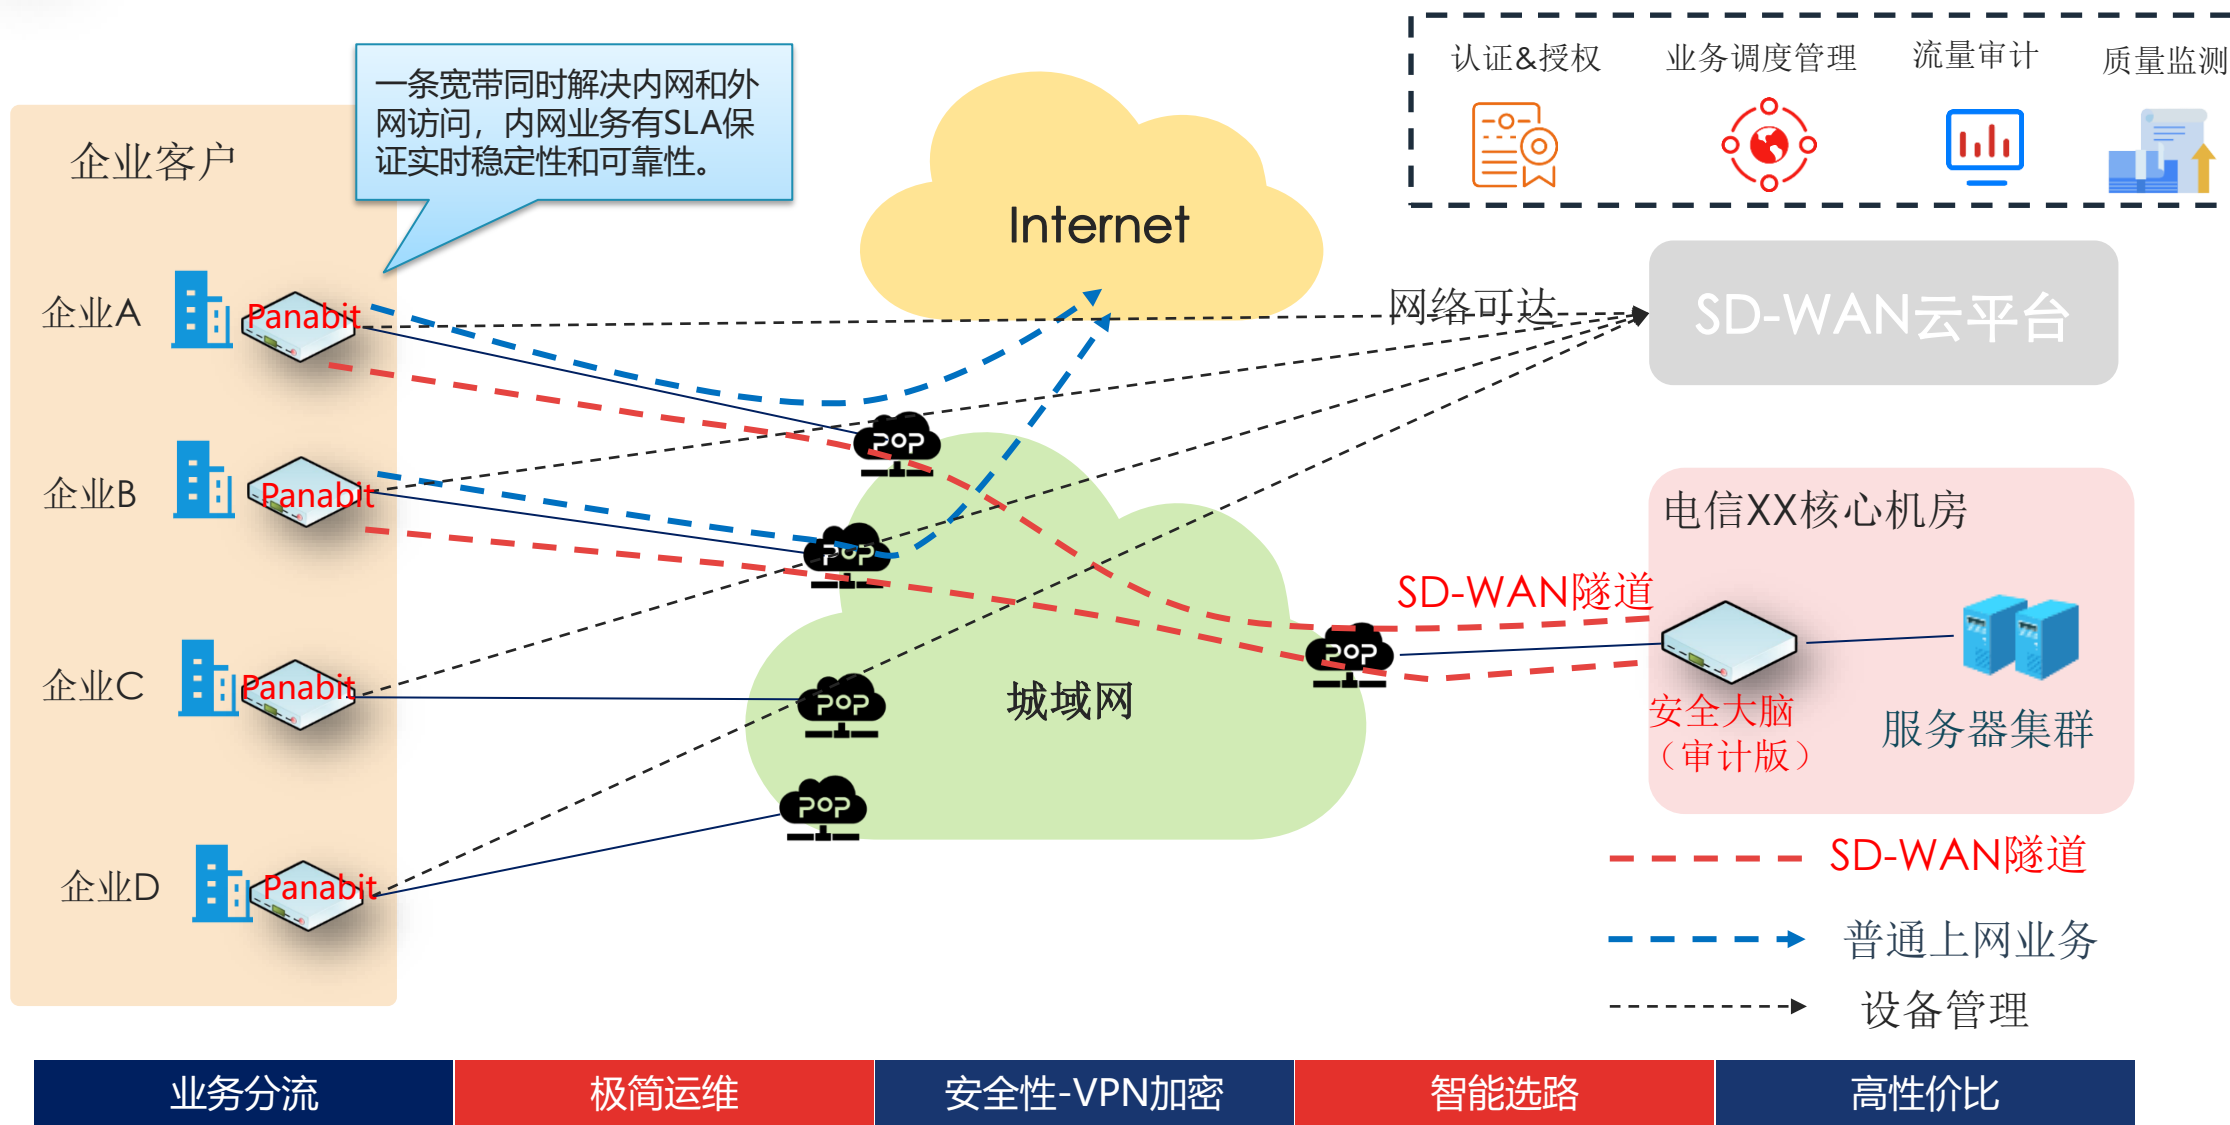 认证&授权
业务调度管理
流量审计
质量监测
一条宽带同时解决内网和外
网访问，内网业务有SLA保
证实时稳定性和可靠性。
企业客户
Internet
企业A
Panabit
网络可达
SD-WAN云平台
POP
企业B
Panabit
电信XX核心机房
POP
SD-WAN隧道
POP
企业C
Panabit
POP
城域网
安全大脑
（审计版）
服务器集群
POP
企业D
Panabit
SD-WAN隧道
普通上网业务
设备管理
业务分流
极简运维
安全性-VPN加密
智能选路
高性价比